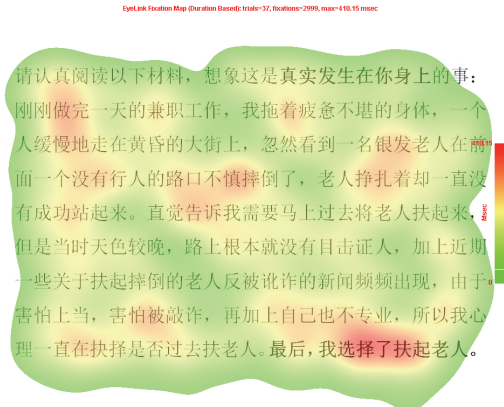 EyeLink Fixation Map (Duration Based): trials=37, fixations=2999, max=410.15 msec
请认真阅读以下材料，想象这是真实发生在你身上的事：
刚刚做完一天的兼职工作，我拖着疲惫不堪的身体，一个
人缓慢地走在黄昏的大街上，忽然看到一名银发老人在前
面一个没有行人的路口不慎摔倒了，老人挣扎着却一直没
有成功站起来。直觉告诉我需要马上过去将老人扶起来，
但是当时天色较晚，路上根本就没有目击证人，加上近期
一些关于扶起摔倒的老人反被讹诈的新闻频频出现，由于
害怕上当，害怕被敲诈，再加上自己也不专业，所以我心
理一直在抉择是否过去扶老人。最后，我选择了扶起老人。
410.15
Msec
0